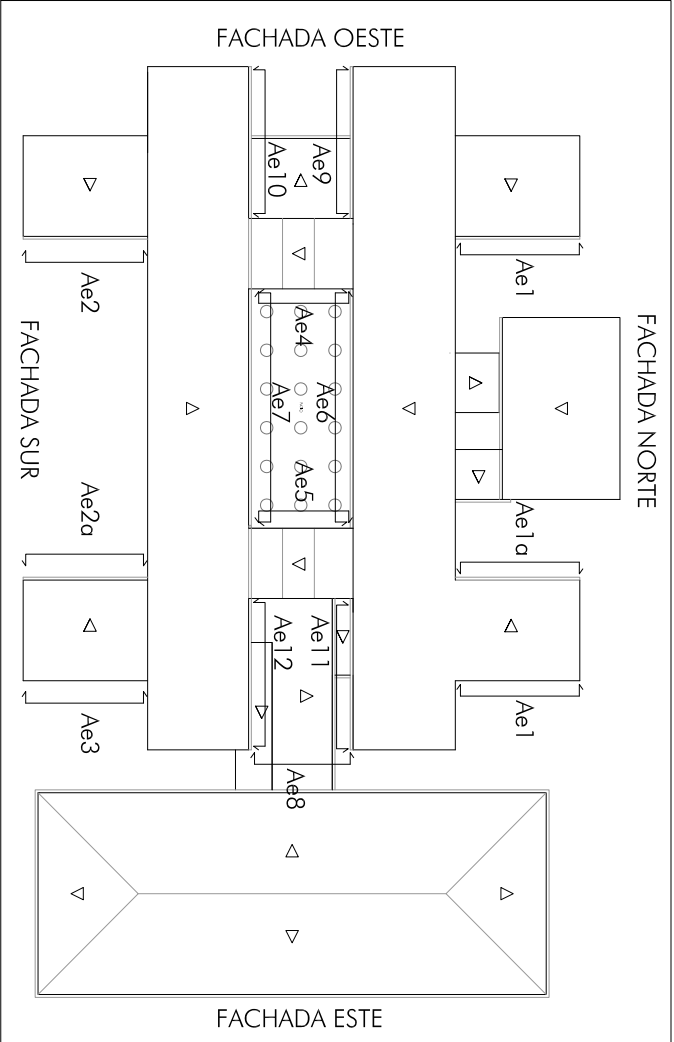 FACHADA OESTE
Ae9
Ae10
Ae1
Ae2
Ae4
FACHADA NORTE
FACHADA SUR
Ae6
Ae7
Ae5
Ae2a
Ae1a
Ae11
Ae12
Ae1
Ae3
Ae8
FACHADA ESTE